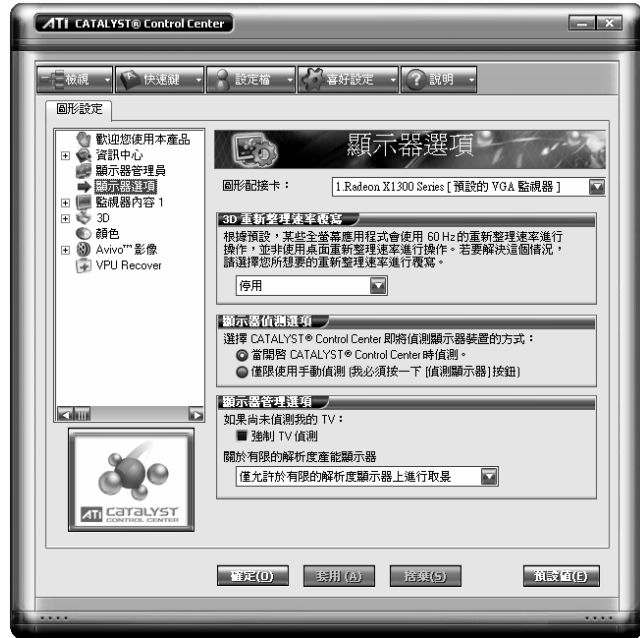 ATI CATALYST® Control Center
檢視 快速鍵 設定檔 喜好設定 說明
圖形設定
歡迎您使用本產品
資訊中心
顯示器管理員
顯示器選項
監視器內容 1
3D
顏色
Avivo™ 影像
VPU Recover
ATI CATALYST
CONTROL CENTER
顯示器選項
圖形配接卡：
1.Radeon X1300 Series [ 預設的 VGA 監視器 ]
3D 重新整理速率覆寫
根據預設，某些全螢幕應用程式會使用 60 Hz的重新整理速率進行
操作，並非使用桌面重新整理速率進行操作。若要解決這個情況，
請選擇您所想要的重新整理速率進行覆寫。
停用
顯示器偵測選項
選擇 CATALYST® Control Center 即將偵測顯示器裝置的方式：
當開啓 CATALYST® Control Center 時偵測。
僅限使用手動偵測 (我必須按一下 [偵測顯示器] 按鈕)
顯示器管理選項
如果尚未偵測我的 TV：
強制 TV 偵測
關於有限的解析度產能顯示器
僅允許於有限的解析度顯示器上進行取景
確定(O) 套用 (A) 捨棄(S) 預設值(E)